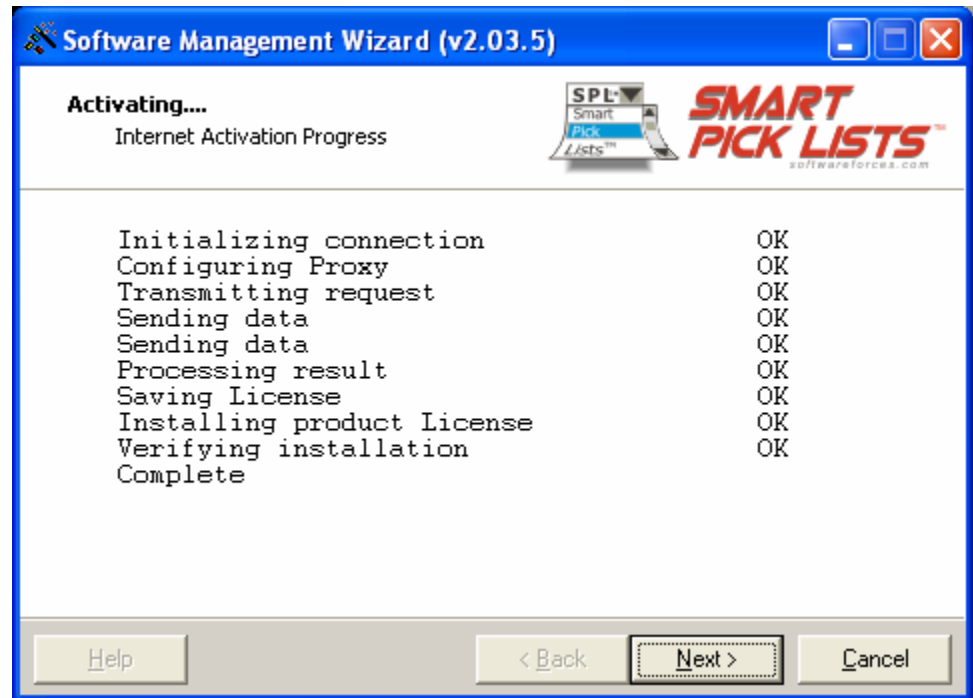 Software Management Wizard (v2.03.5)
Activating....
Internet Activation Progress
SPL
Smart
Pick
Lists™
SMART
PICK LISTS™
softwareforces.com
Initializing connection OK
Configuring Proxy OK
Transmitting request OK
Sending data OK
Sending data OK
Processing result OK
Saving License OK
Installing product License OK
Verifying installation OK
Complete
Help
< Back
Next >
Cancel